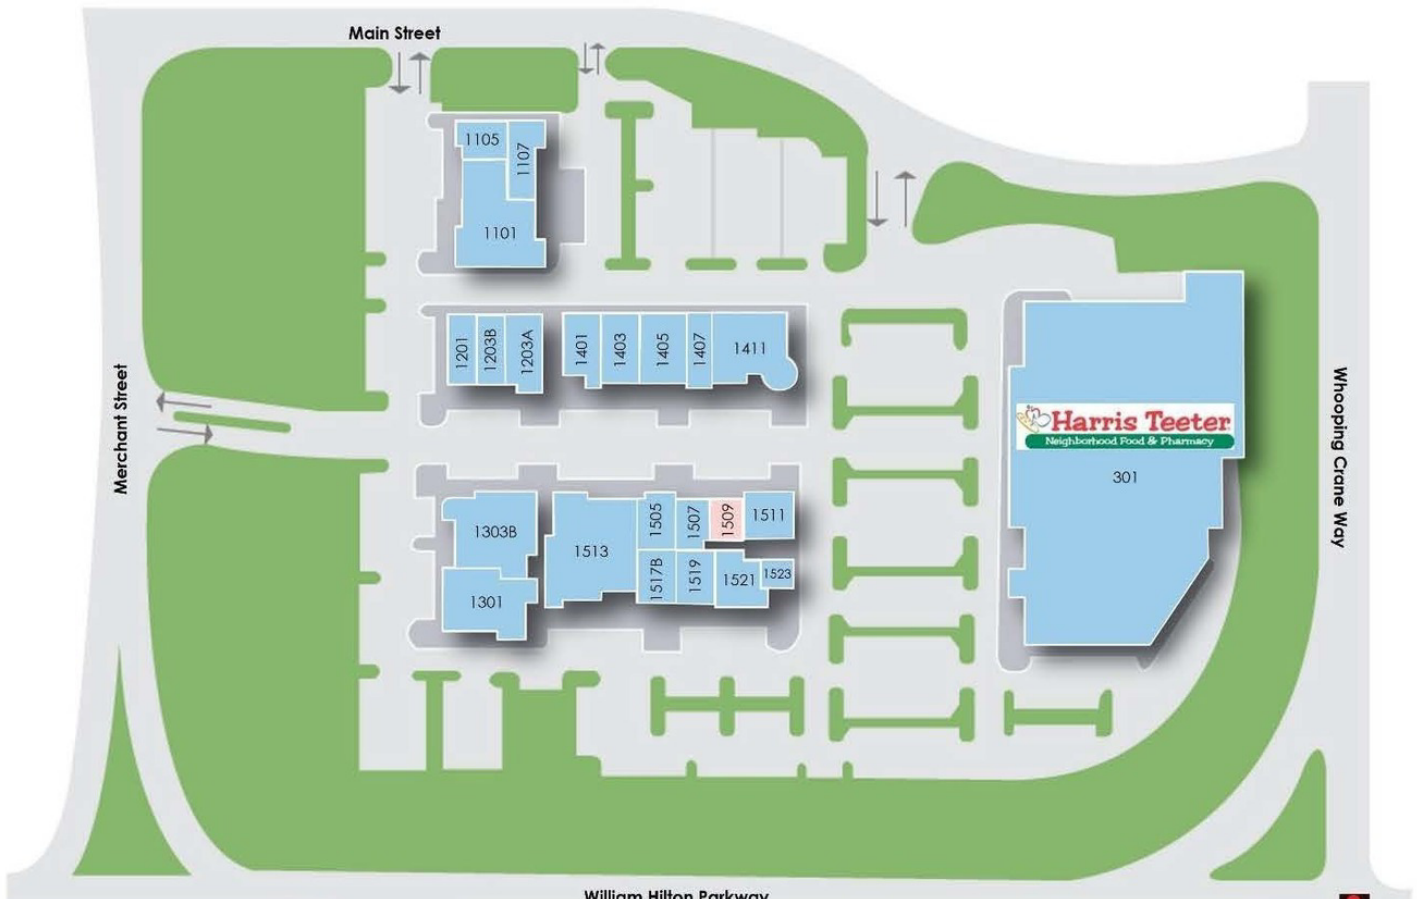 Main Street
1105
1107
1101
1201
1203B
1203A
1401
1403
1405
1407
1411
Merchant Street
Whooping Crane Way
Harris Teeter
Neighborhood Food & Pharmacy
301
1303B
1301
1513
1505
1507
1509
1511
1517B
1519
1521
1523
William Hilton Parkway